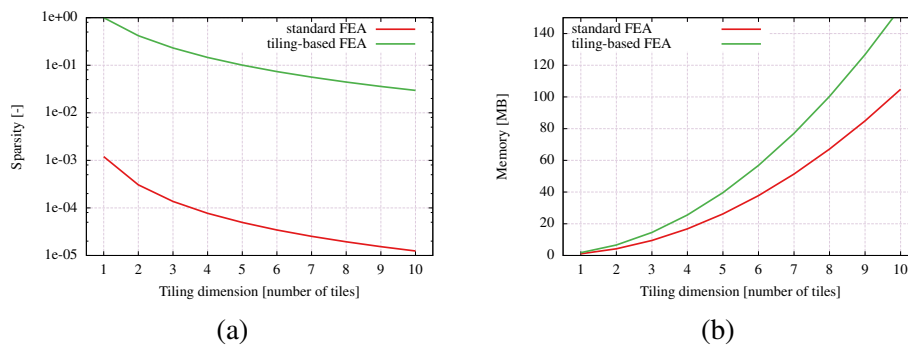 1e+00
1e-01
1e-02
1e-03
1e-04
1e-05
Sparsity [-]
standard FEA
tiling-based FEA
1 2 3 4 5 6 7 8 9 10
Tiling dimension [number of tiles]
(a)
140
120
100
80
60
40
20
0
Memory [MB]
standard FEA
tiling-based FEA
1 2 3 4 5 6 7 8 9 10
Tiling dimension [number of tiles]
(b)